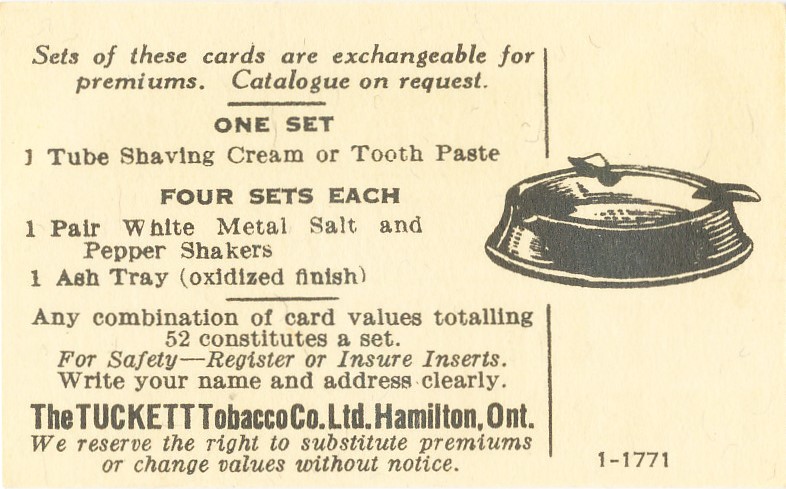 Sets of these cards are exchangeable for
premiums. Catalogue on request.
ONE SET
1 Tube Shaving Cream or Tooth Paste
FOUR SETS EACH
1 Pair White Metal Salt and
Pepper Shakers
1 Ash Tray (oxidized finish)
Any combination of card values totalling
52 constitutes a set.
For Safety—Register or Insure Inserts.
Write your name and address clearly.
The TUCKETT Tobacco Co. Ltd. Hamilton, Ont.
We reserve the right to substitute premiums
or change values without notice.
1-1771